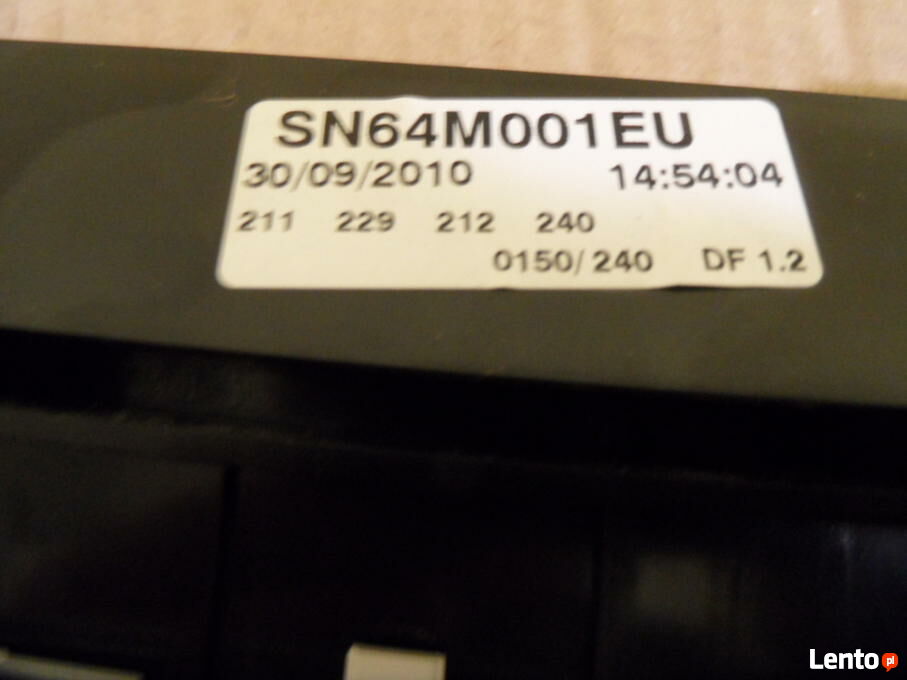 SN64M001EU
30/09/2010 14:54:04
211 229 212 240
0150/240 DF 1.2
Lento pl